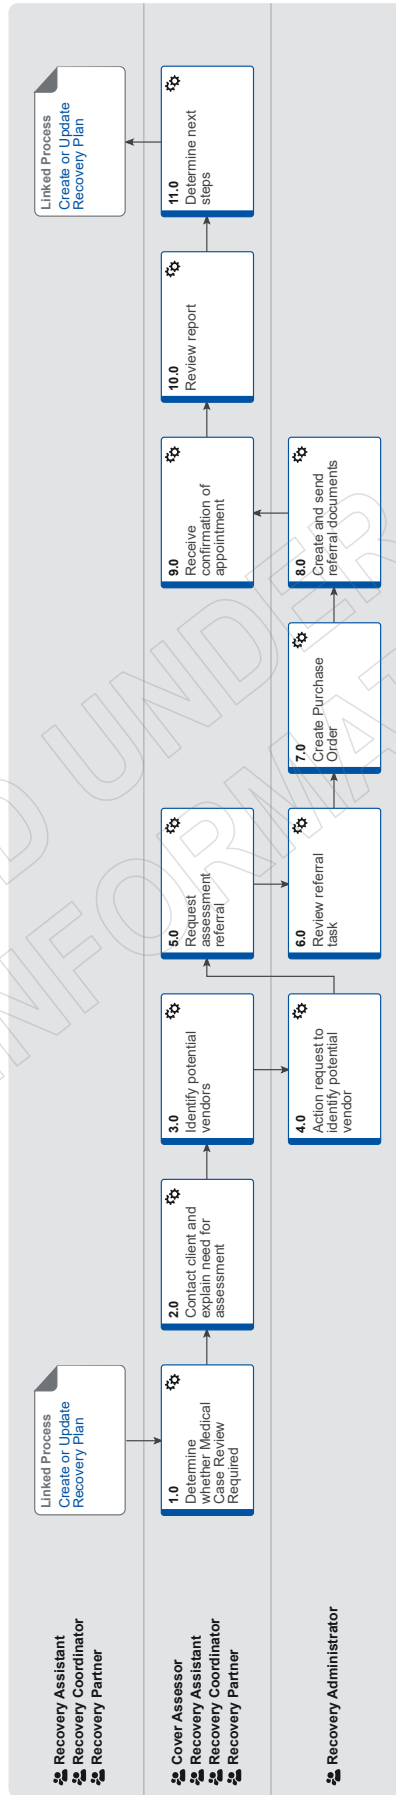 Recovery Assistant
Recovery Coordinator
Recovery Partner
Linked Process
Create or Update
Recovery Plan
Linked Process
Create or Update
Recovery Plan
Cover Assessor
Recovery Assistant
Recovery Coordinator
Recovery Partner
1.0
Determine
whether Medical
Case Review
Required
2.0
Contact client and
explain need for
assessment
3.0
Identify potential
vendors
5.0
Request
assessment
referral
9.0
Receive
confirmation of
appointment
10.0
Review report
11.0
Determine next
steps
Recovery Administrator
4.0
Action request to
identify potential
vendor
6.0
Review referral
task
7.0
Create Purchase
Order
8.0
Create and send
referral documents
UNDER